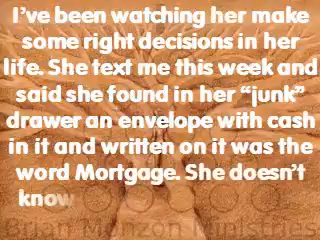 I've been watching her make
some right decisions in her
life. She text me this week and
said she found in her “junk”
drawer an envelope with cash
in it and written on it was the
word Mortgage. She doesn't
know
Brian Monzon Ministries